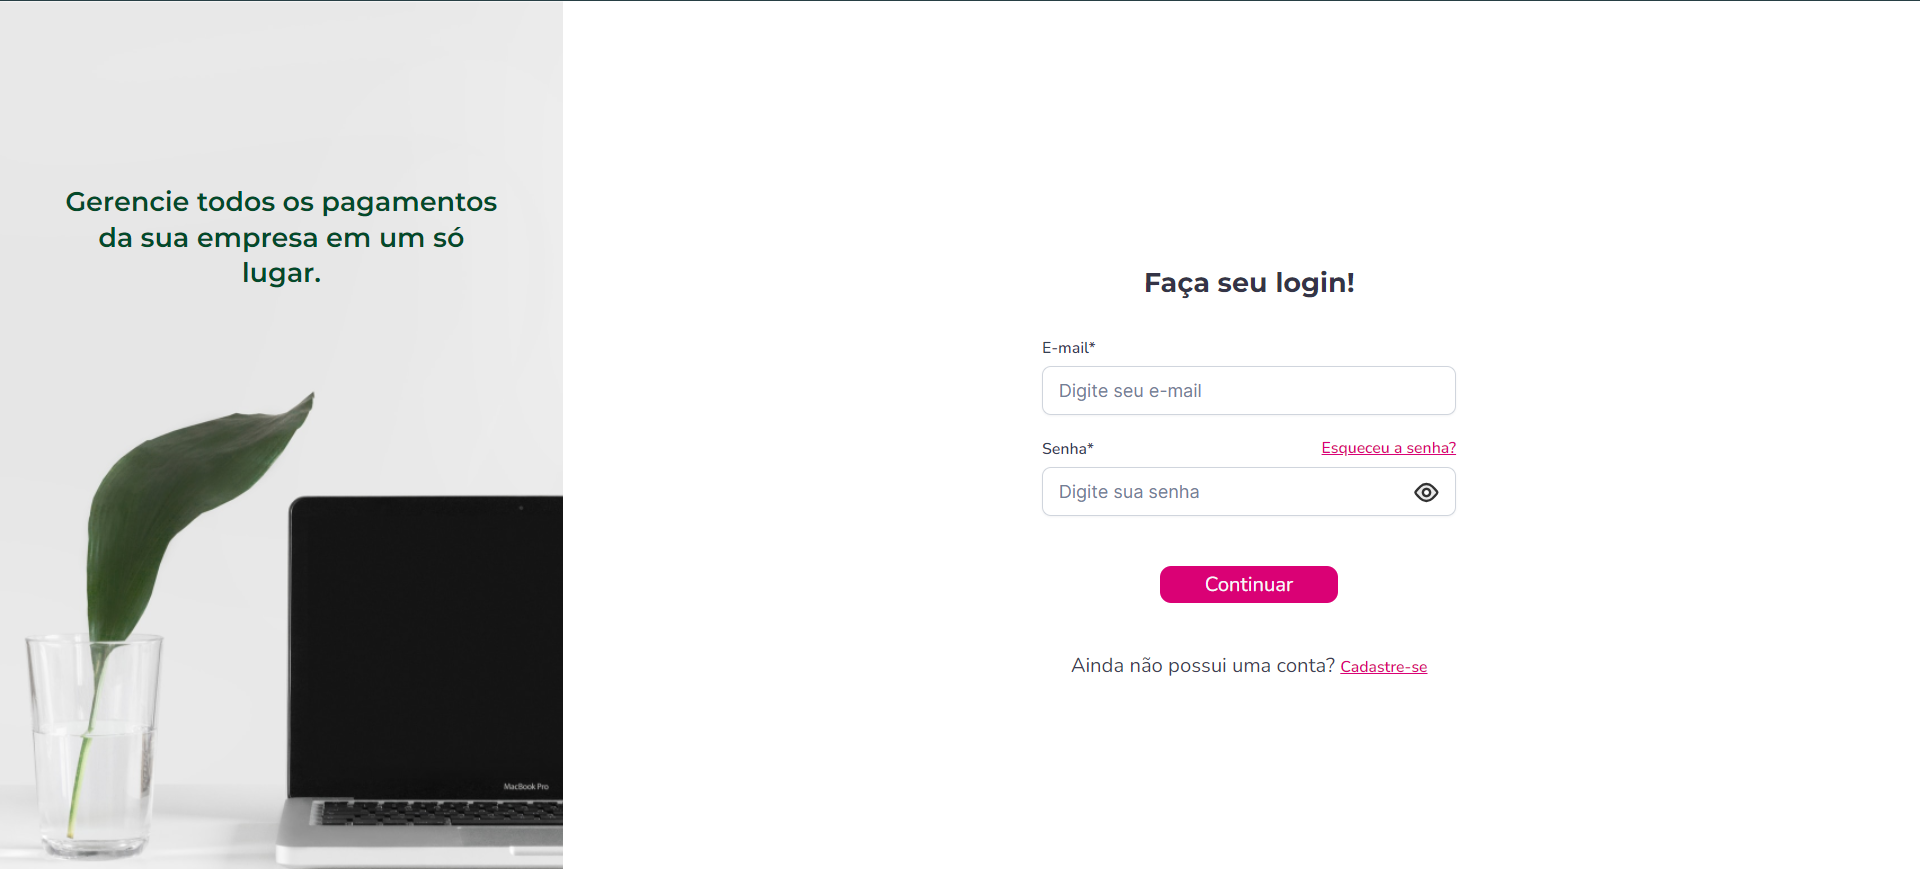 Gerencie todos os pagamentos
da sua empresa em um só
lugar.
MacBook Pro
Faça seu login!
E-mail*
Digite seu e-mail
Senha*
Esqueceu a senha?
Digite sua senha
Continuar
Ainda não possui uma conta? Cadastre-se